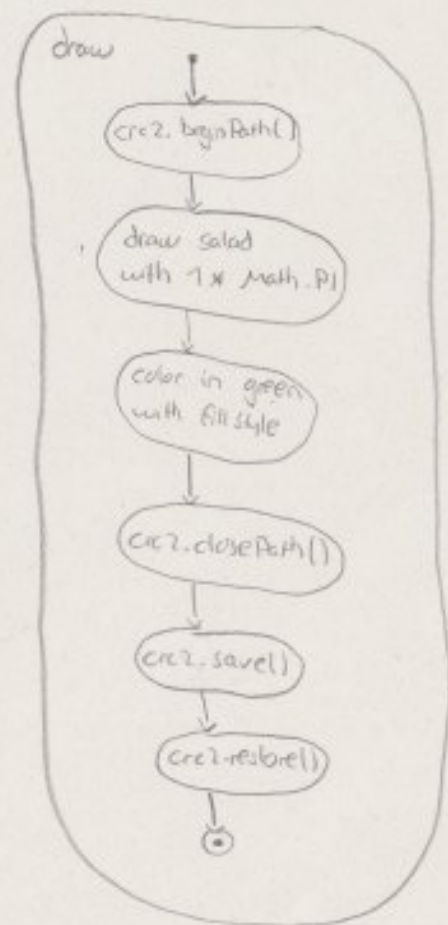 draw
crc2.beginPath()
draw salad
with 1* Math.PI
color in green
with fillstyle
crc2.closePath()
crc2.save()
crc2.restore()